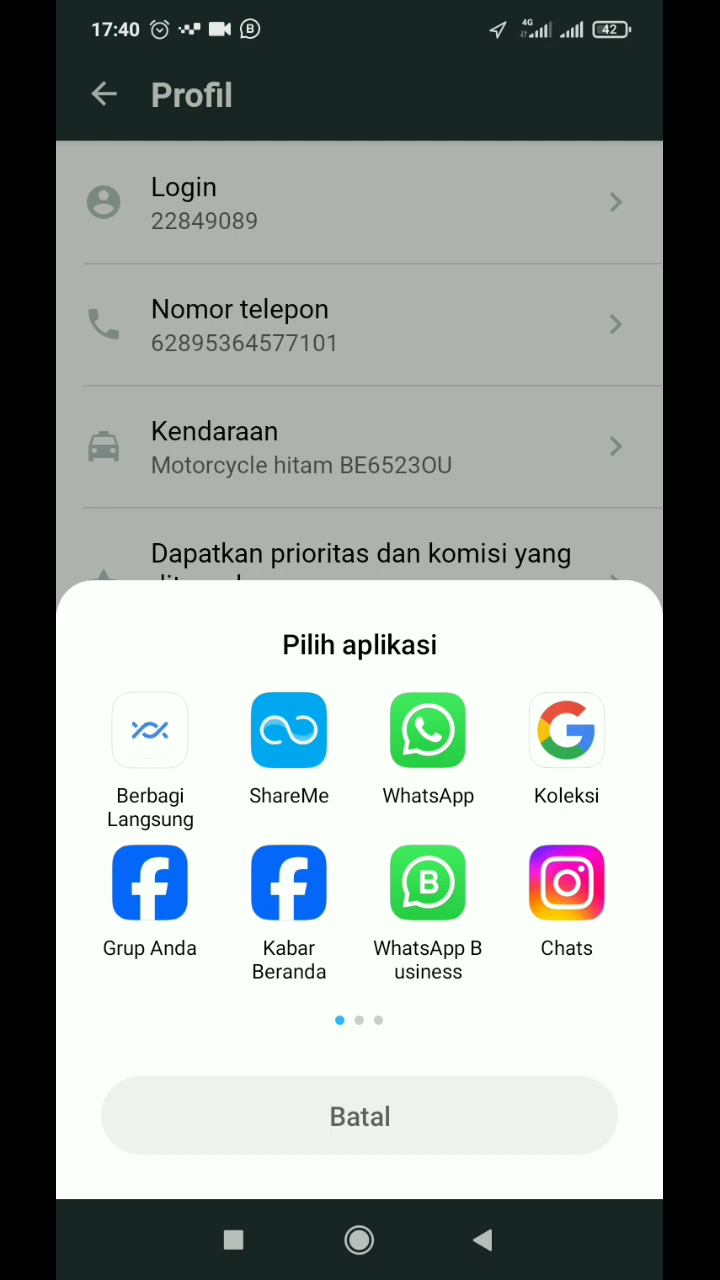 17:40
4G
42
Profil
Login
22849089
Nomor telepon
62895364577101
Kendaraan
Motorcycle hitam BE6523OU
Dapatkan prioritas dan komisi yang
Pilih aplikasi
Berbagi
Langsung
ShareMe
WhatsApp
Koleksi
Grup Anda
Kabar
Beranda
WhatsApp B
usiness
Chats
Batal